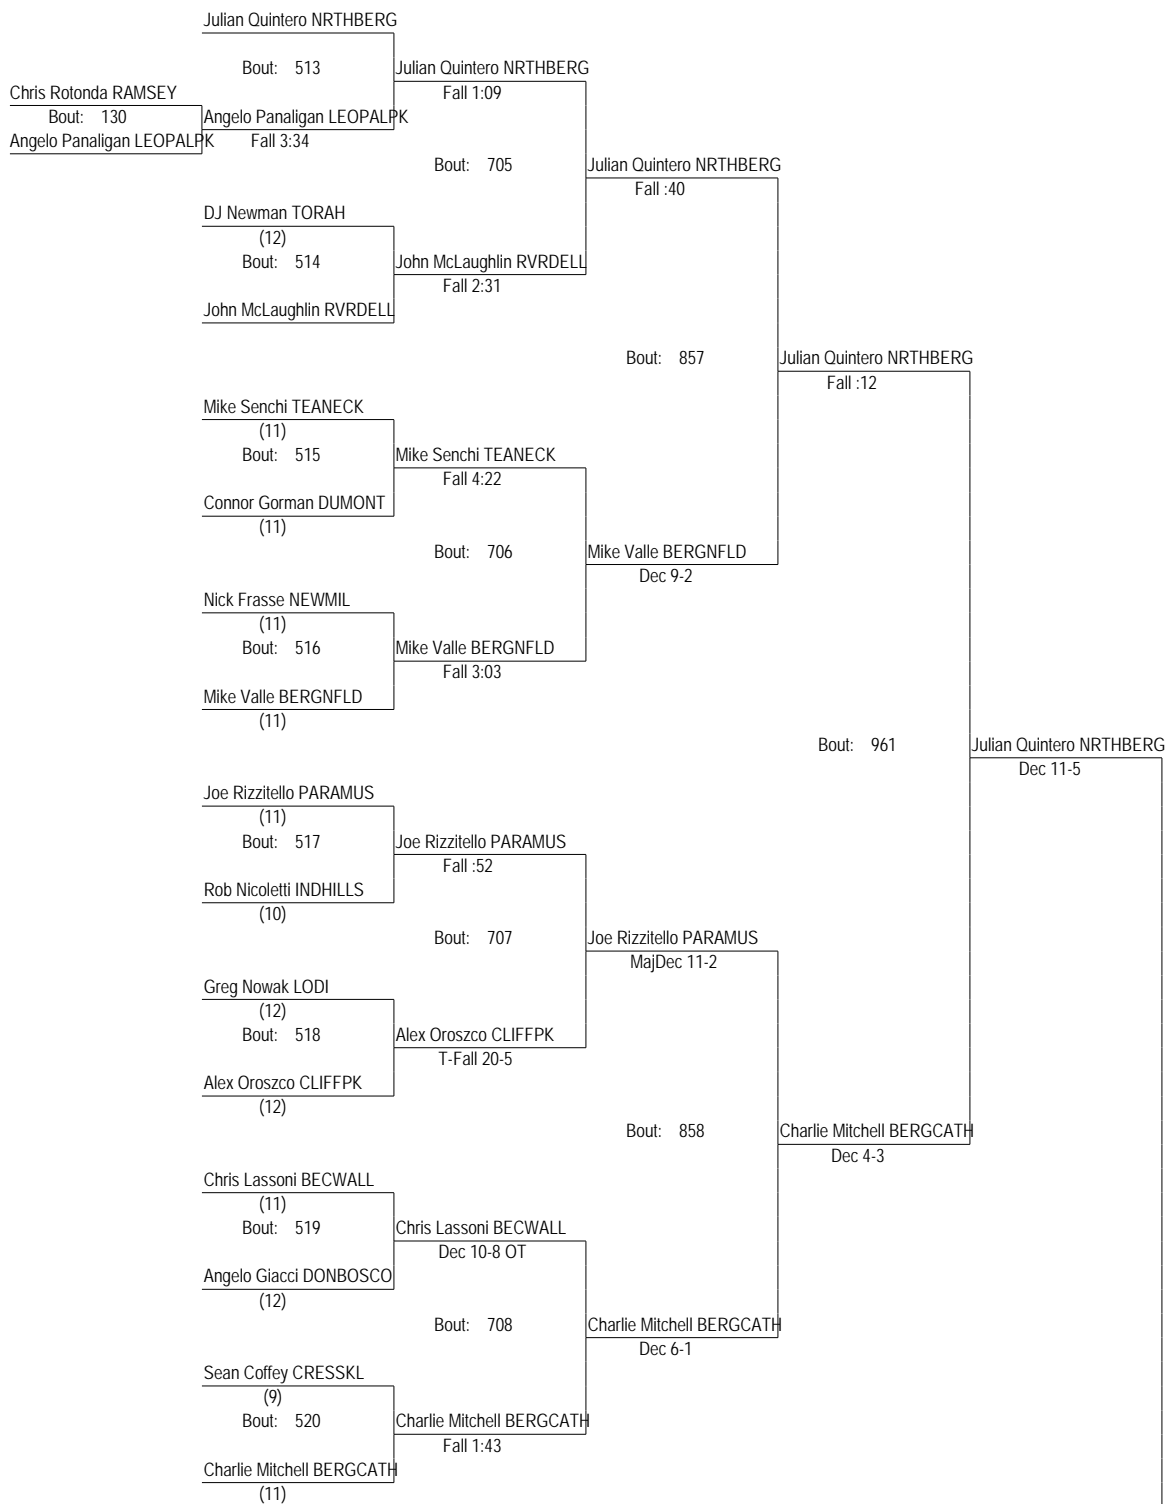 Julian Quintero NRTHBERG
Bout: 513
Julian Quintero NRTHBERG
Fall 1:09
Chris Rotonda RAMSEY
Bout: 130
Angelo Panaligan LEOPALPK
Angelo Panaligan LEOPALPK
Fall 3:34
Bout: 705
Julian Quintero NRTHBERG
Fall :40
DJ Newman TORAH
(12)
Bout: 514
John McLaughlin RVRDELL
Fall 2:31
John McLaughlin RVRDELL
Bout: 857
Julian Quintero NRTHBERG
Fall :12
Mike Senchi TEANECK
(11)
Bout: 515
Mike Senchi TEANECK
Fall 4:22
Connor Gorman DUMONT
(11)
Bout: 706
Mike Valle BERGNFLD
Dec 9-2
Nick Frasse NEWMIL
(11)
Bout: 516
Mike Valle BERGNFLD
Fall 3:03
Mike Valle BERGNFLD
(11)
Bout: 961
Julian Quintero NRTHBERG
Dec 11-5
Joe Rizzitello PARAMUS
(11)
Bout: 517
Joe Rizzitello PARAMUS
Fall :52
Rob Nicoletti INDHILLS
(10)
Bout: 707
Joe Rizzitello PARAMUS
MajDec 11-2
Greg Nowak LODI
(12)
Bout: 518
Alex Oroszco CLIFFPK
T-Fall 20-5
Alex Oroszco CLIFFPK
(12)
Bout: 858
Charlie Mitchell BERGCATH
Dec 4-3
Chris Lassoni BECWALL
(11)
Bout: 519
Chris Lassoni BECWALL
Dec 10-8 OT
Angelo Giacci DONBOSCO
(12)
Bout: 708
Charlie Mitchell BERGCATH
Dec 6-1
Sean Coffey CRESSKL
(9)
Bout: 520
Charlie Mitchell BERGCATH
Fall 1:43
Charlie Mitchell BERGCATH
(11)